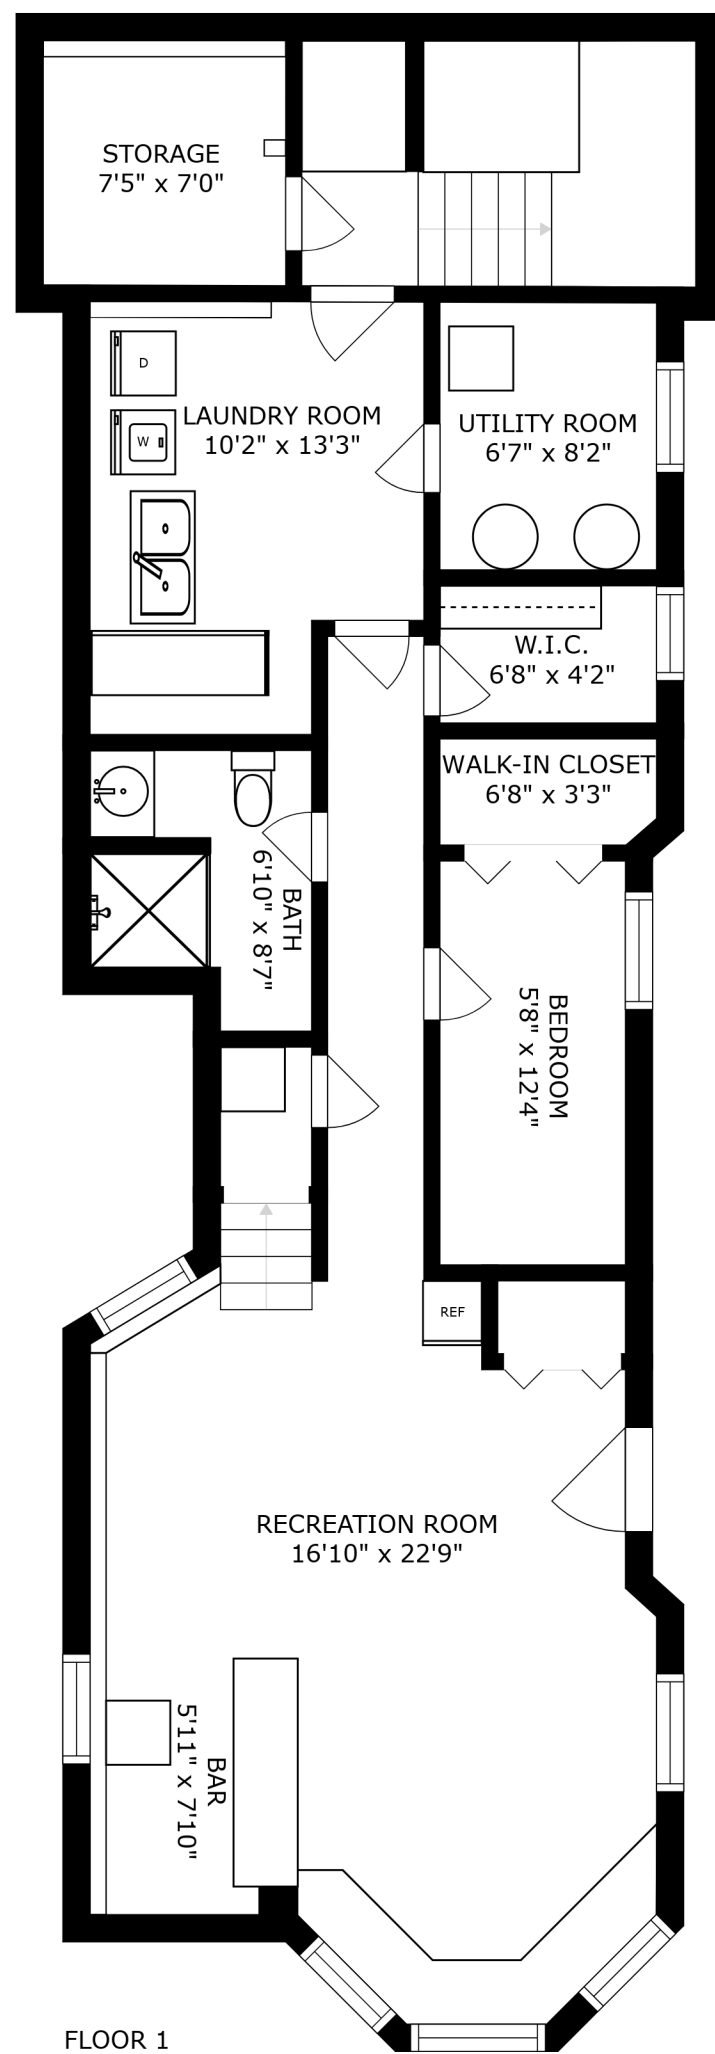 STORAGE
7'5" x 7'0"
D
W
LAUNDRY ROOM
10'2" x 13'3"
UTILITY ROOM
6'7" x 8'2"
W.I.C.
6'8" x 4'2"
WALK-IN CLOSET
6'8" x 3'3"
BATH
6'10" x 8'7"
BEDROOM
5'8" x 12'4"
REF
RECREATION ROOM
16'10" x 22'9"
BAR
5'11" x 7'10"
FLOOR 1